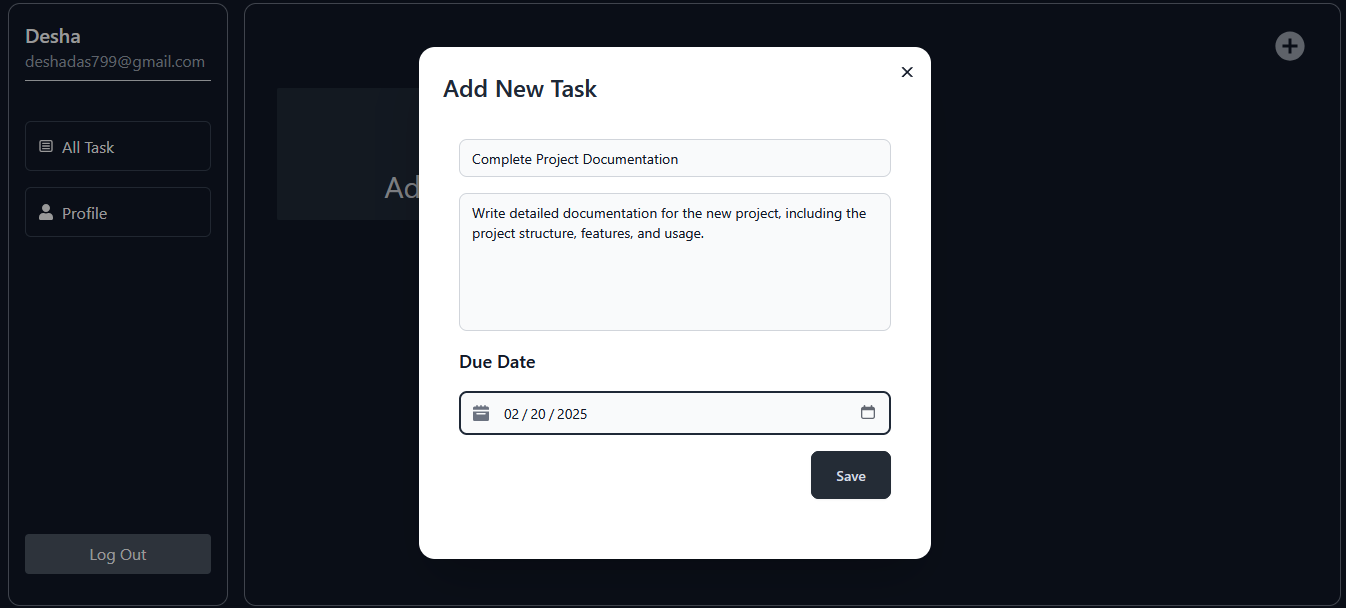 Desha
deshadas799@gmail.com
All Task
Profile
Log Out
Add New Task
Complete Project Documentation
Write detailed documentation for the new project, including the
project structure, features, and usage.
Due Date
02 / 20 / 2025
Save
Ad